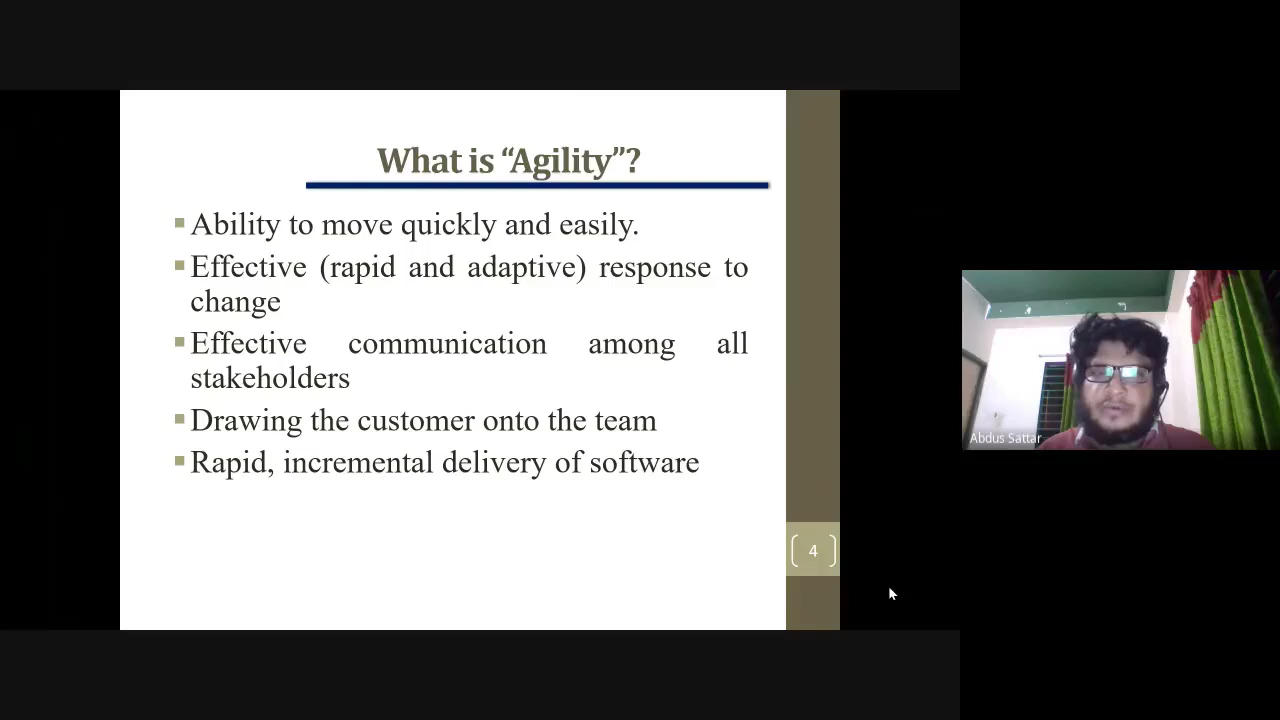 What is “Agility”?
Ability to move quickly and easily.
Effective (rapid and adaptive) response to
change
Effective communication among all
stakeholders
Drawing the customer onto the team
Rapid, incremental delivery of software
4
Abdus Sattar